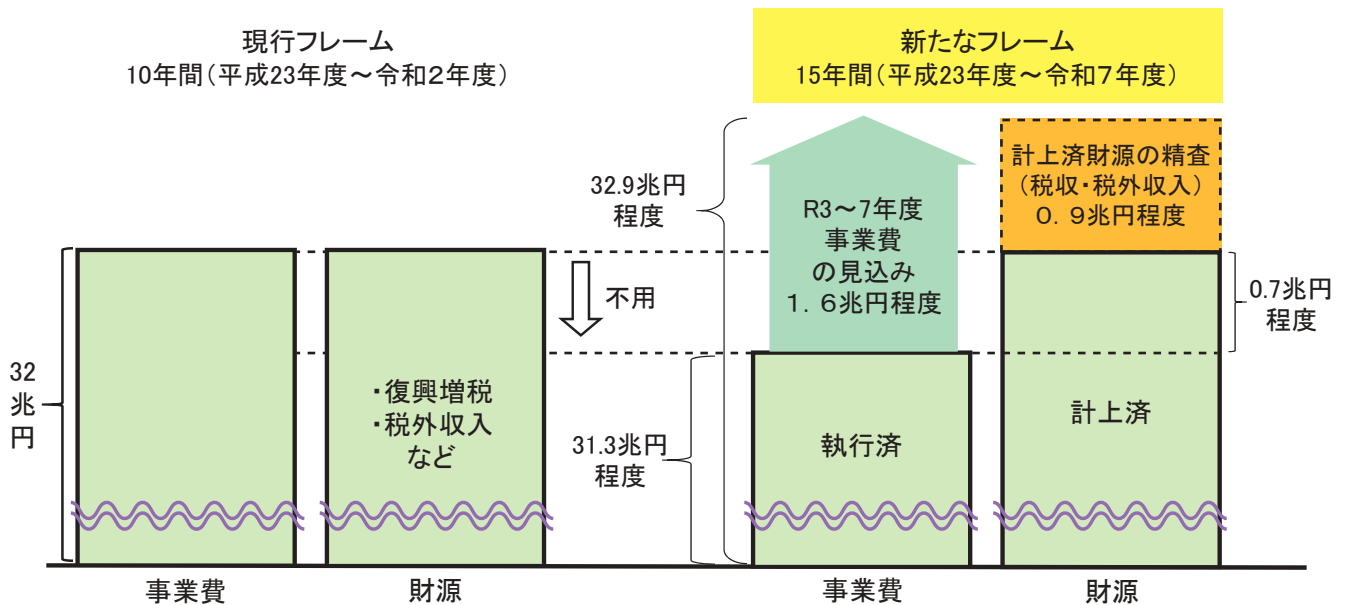 現行フレーム
10年間(平成23年度～令和2年度)
新たなフレーム
15年間(平成23年度～令和7年度)
32
兆
円
・復興増税
・税外収入
など
不用
32.9兆円
程度
31.3兆円
程度
R3～7年度
事業費
の見込み
1.6兆円程度
執行済
計上済財源の精査
(税収・税外収入)
0.9兆円程度
計上済
0.7兆円
程度
事業費
財源
事業費
財源